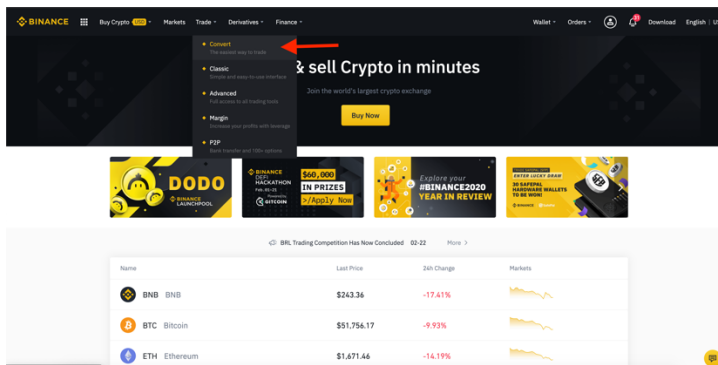 BINANCE Buy Crypto USD Markets Trade Derivatives Finance Wallet Orders 31 Download English
Convert
The easiest way to trade
Classic
Simple and easy-to-use interface
Advanced
Full access to all trading tools
Margin
Increase your profits with leverage
P2P
Bank transfer and 100+ options
& sell Crypto in minutes
Join the world's largest crypto exchange
Buy Now
DODO
BINANCE
LAUNCHPOOL
BINANCE
DEFI
HACKATHON
GITCOIN
$60,000
IN PRIZES
>/Apply Now
Explore your
#BINANCE2020
YEAR IN REVIEW
ENTER LUCKY DRAW
20 SAFEPAL
HARDWARE WALLETS
TO BE WON!
BRL Trading Competition Has Now Concluded 02-22 More >
Name Last Price 24h Change Markets
BNB BNB $243.36 -17.41%
BTC Bitcoin $51,756.17 -9.93%
ETH Ethereum $1,671.46 -14.19%